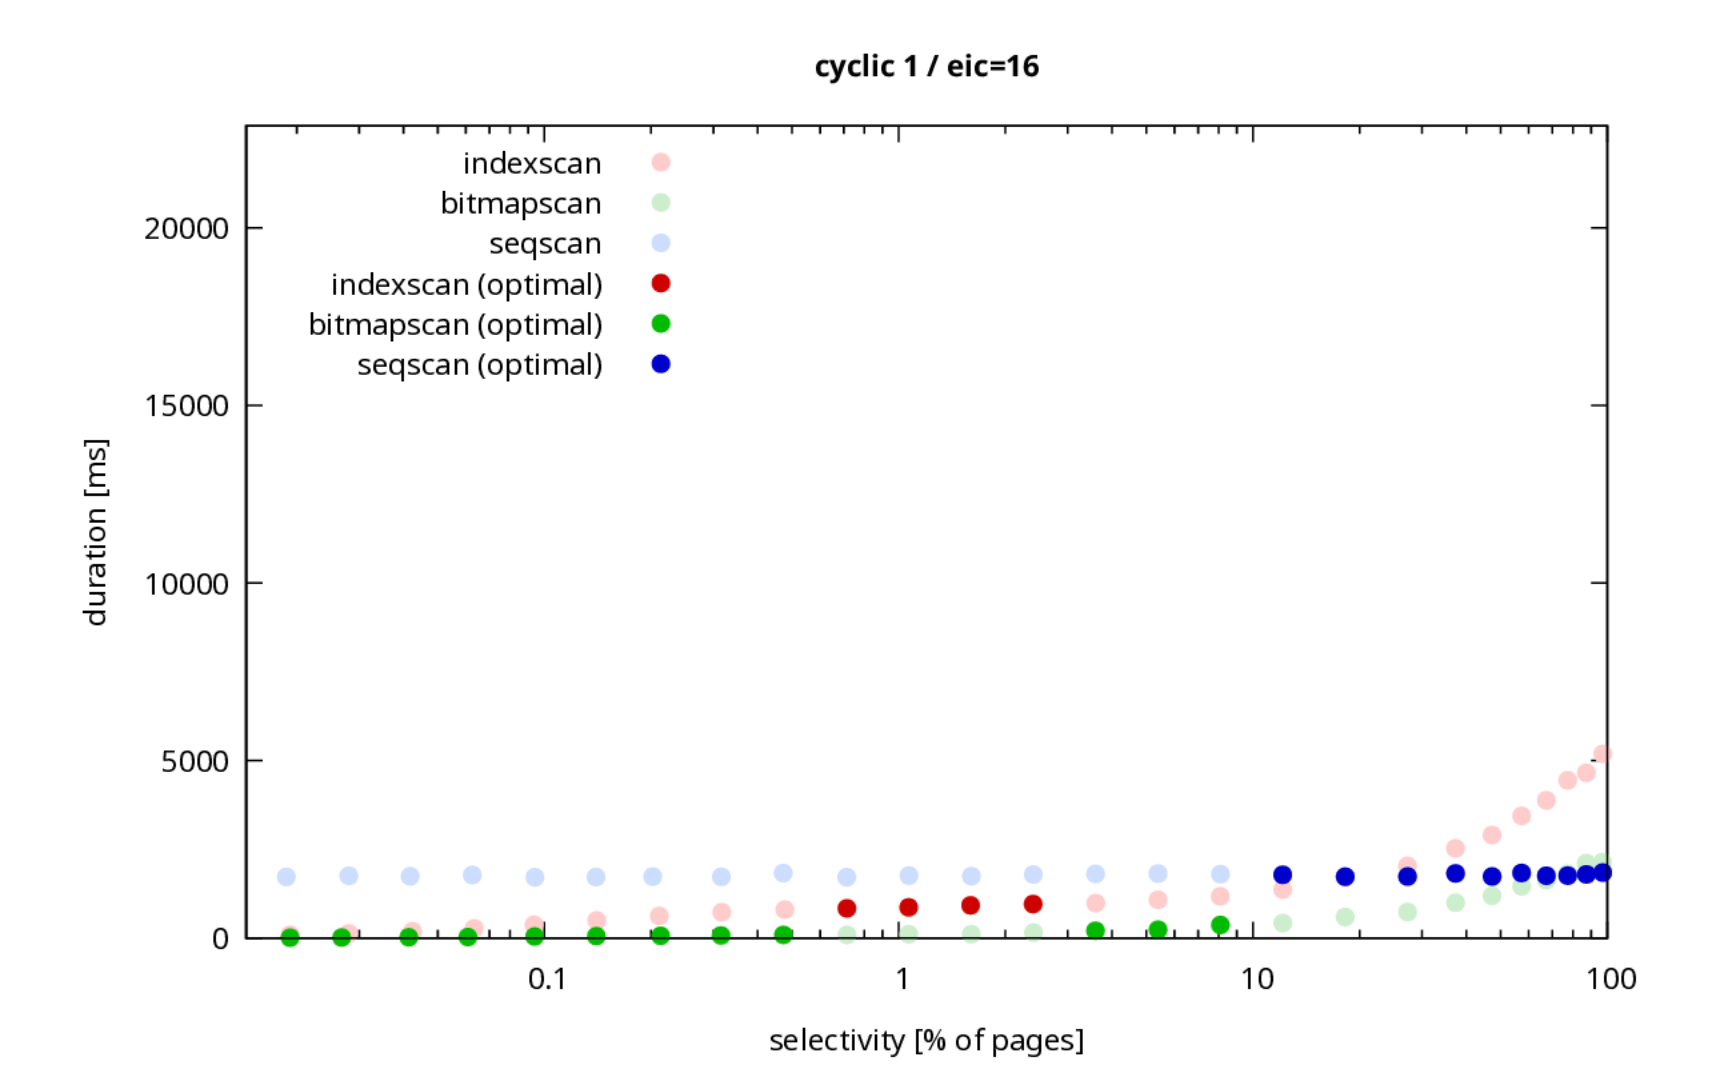 cyclic 1 / eic=16
indexscan
bitmapscan
seqscan
indexscan (optimal)
bitmapscan (optimal)
seqscan (optimal)
20000
15000
10000
5000
0
duration [ms]
0.1 1 10 100
selectivity [% of pages]